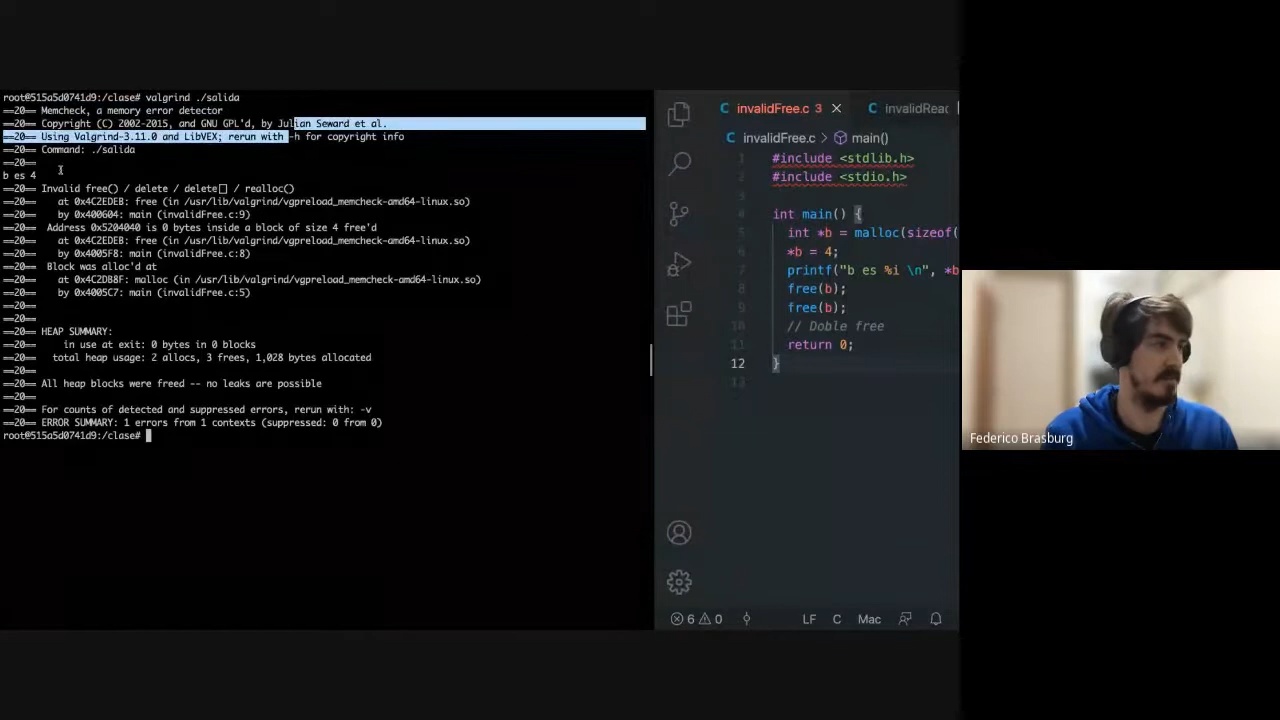 root@515a5d0741d9:/clase# valgrind ./salida
==20== Memcheck, a memory error detector
==20== Copyright (C) 2002-2015, and GNU GPL'd, by Julian Seward et al.
==20== Using Valgrind-3.11.0 and LibVEX; rerun with -h for copyright info
==20== Command: ./salida
==20==
b es 4
==20== Invalid free() / delete / delete[] / realloc()
==20==    at 0x4C2EDEB: free (in /usr/lib/valgrind/vgpreload_memcheck-amd64-linux.so)
==20==    by 0x400604: main (invalidFree.c:9)
==20==  Address 0x5204040 is 0 bytes inside a block of size 4 free'd
==20==    at 0x4C2EDEB: free (in /usr/lib/valgrind/vgpreload_memcheck-amd64-linux.so)
==20==    by 0x4005F8: main (invalidFree.c:8)
==20==  Block was alloc'd at
==20==    at 0x4C2DB8F: malloc (in /usr/lib/valgrind/vgpreload_memcheck-amd64-linux.so)
==20==    by 0x4005C7: main (invalidFree.c:5)
==20==
==20==
==20== HEAP SUMMARY:
==20==     in use at exit: 0 bytes in 0 blocks
==20==   total heap usage: 2 allocs, 3 frees, 1,028 bytes allocated
==20==
==20== All heap blocks were freed -- no leaks are possible
==20==
==20== For counts of detected and suppressed errors, rerun with: -v
==20== ERROR SUMMARY: 1 errors from 1 contexts (suppressed: 0 from 0)
root@515a5d0741d9:/clase#
C invalidFree.c 3 C invalidReac
C invalidFree.c > main()
1 #include <stdlib.h>
2 #include <stdio.h>
3
4 int main() {
5 int *b = malloc(sizeof(
6 *b = 4;
7 printf("b es %i \n", *b
8 free(b);
9 free(b);
10 // Doble free
11 return 0;
12 }
13
6 0 LF C Mac
Federico Brasburg